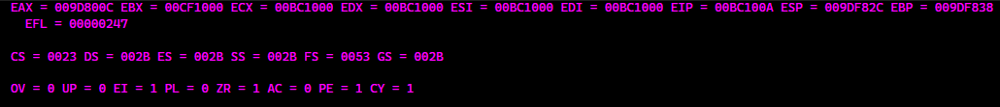 EAX = 009D800C EBX = 00CF1000 ECX = 00BC1000 EDX = 00BC1000 ESI = 00BC1000 EDI = 00BC1000 EIP = 00BC100A ESP = 009DF82C EBP = 009DF838
EFL = 00000247
CS = 0023 DS = 002B ES = 002B SS = 002B FS = 0053 GS = 002B
OV = 0 UP = 0 EI = 1 PL = 0 ZR = 1 AC = 0 PE = 1 CY = 1